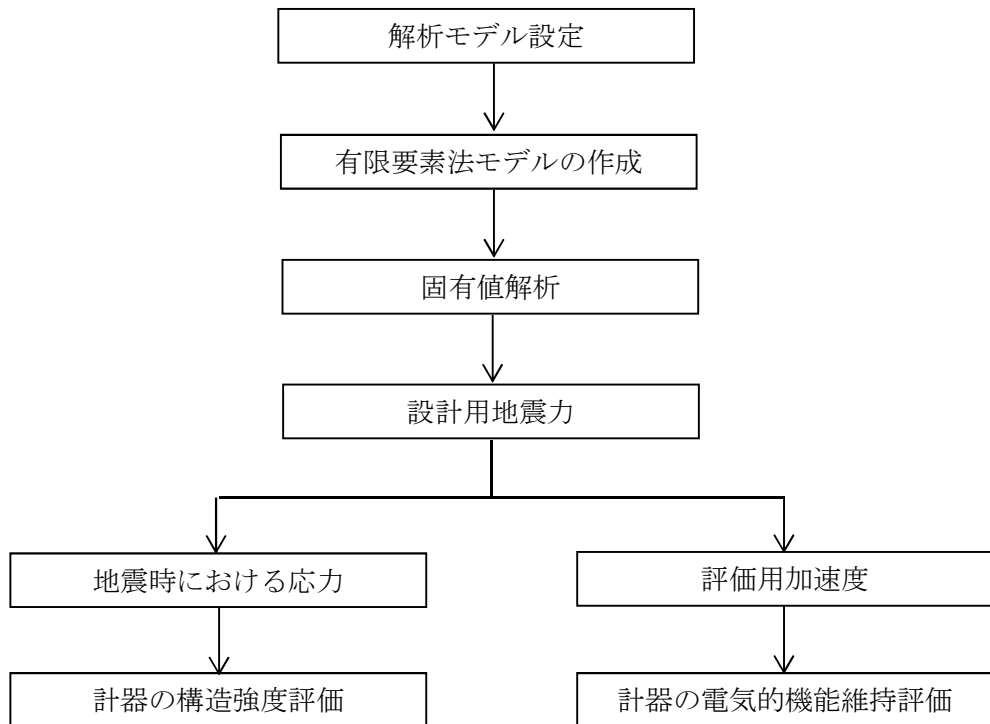 解析モデル設定
有限要素法モデルの作成
固有値解析
設計用地震力
地震時における応力
評価用加速度
計器の構造強度評価
計器の電気的機能維持評価